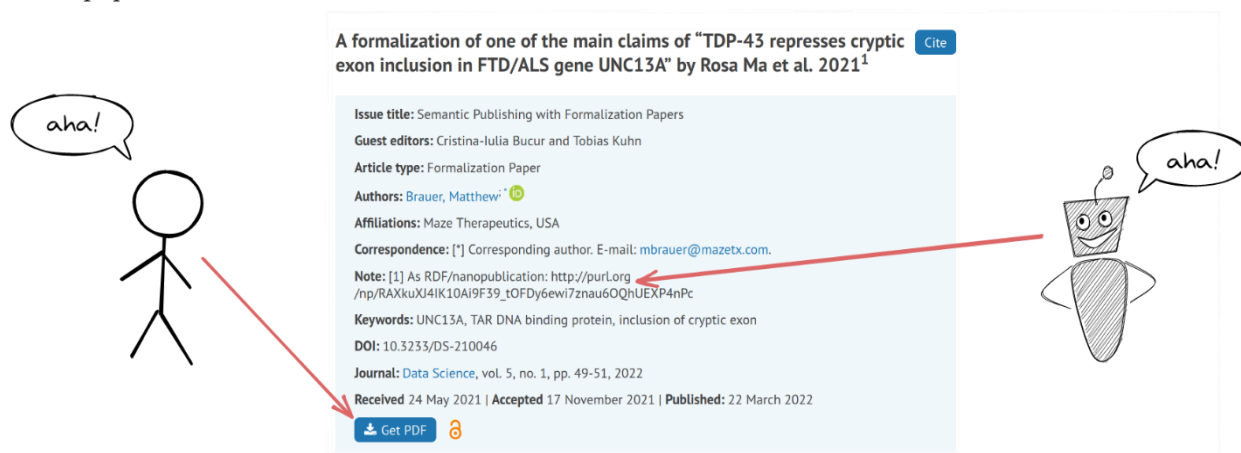 A formalization of one of the main claims of “TDP-43 represses cryptic
exon inclusion in FTD/ALS gene UNC13A” by Rosa Ma et al. 2021¹
Cite
aha!
Issue title: Semantic Publishing with Formalization Papers
Guest editors: Cristina-Iulia Bucur and Tobias Kuhn
Article type: Formalization Paper
Authors: Brauer, Matthew; * iD
Affiliations: Maze Therapeutics, USA
Correspondence: [*] Corresponding author. E-mail: mbrauer@mazetx.com.
Note: [1] As RDF/nanopublication: http://purl.org
/np/RAXkuXJ4IK10Ai9F39_tOFDy6ewi7znau6OQhUEXP4nPc
Keywords: UNC13A, TAR DNA binding protein, inclusion of cryptic exon
DOI: 10.3233/DS-210046
Journal: Data Science, vol. 5, no. 1, pp. 49-51, 2022
Received 24 May 2021 | Accepted 17 November 2021 | Published: 22 March 2022
Get PDF
aha!